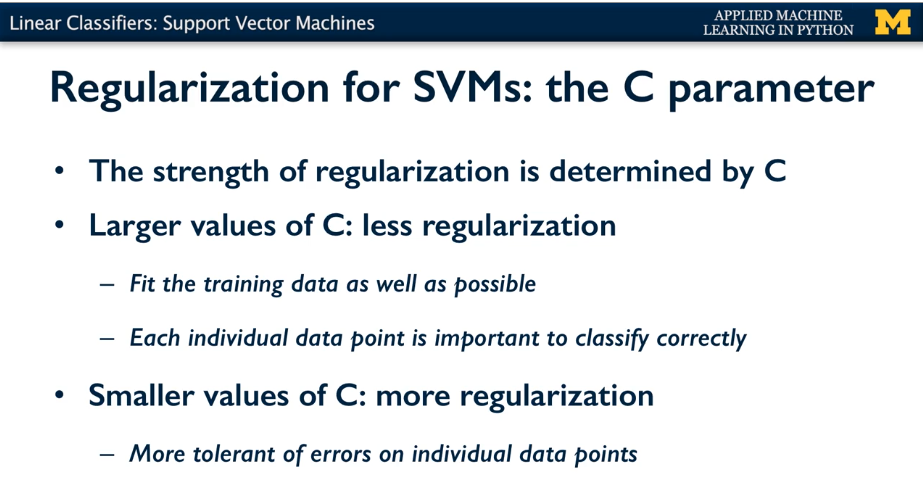 Linear Classifiers: Support Vector Machines
APPLIED MACHINE
LEARNING IN PYTHON
M
Regularization for SVMs: the C parameter
• The strength of regularization is determined by C
• Larger values of C: less regularization
– Fit the training data as well as possible
– Each individual data point is important to classify correctly
• Smaller values of C: more regularization
– More tolerant of errors on individual data points